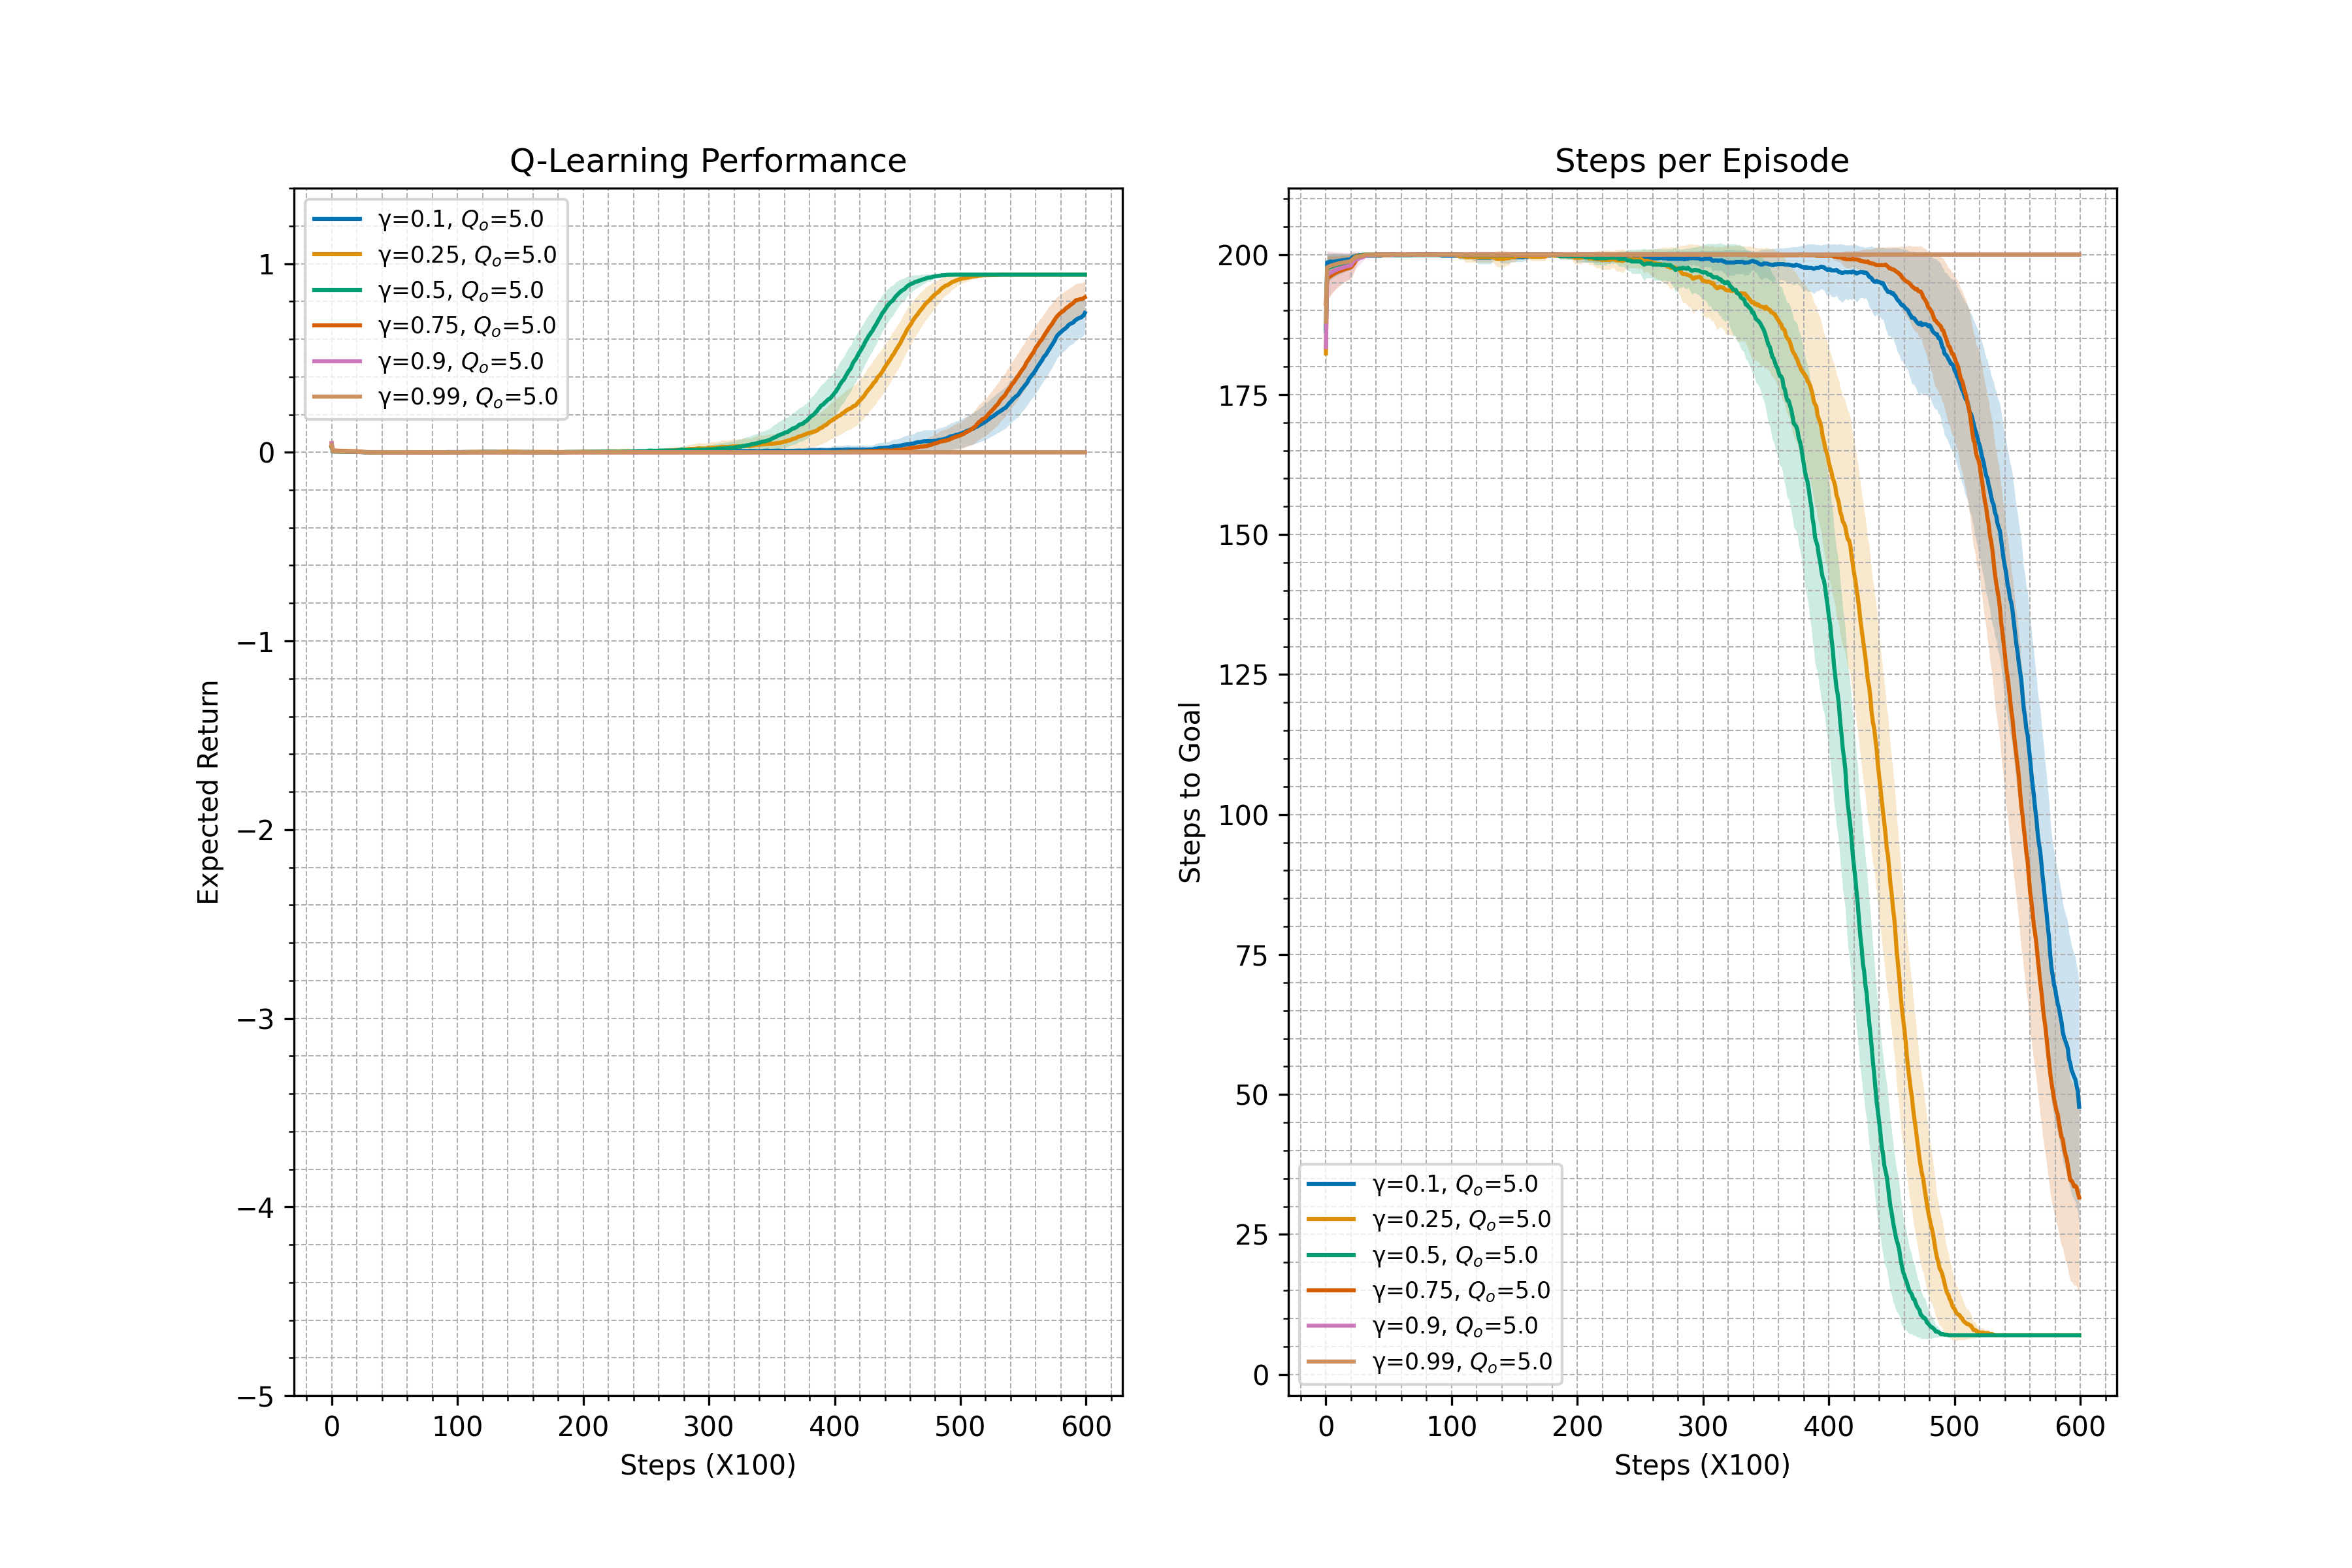 Q-Learning Performance
γ=0.1, Qₒ=5.0
γ=0.25, Qₒ=5.0
γ=0.5, Qₒ=5.0
γ=0.75, Qₒ=5.0
γ=0.9, Qₒ=5.0
γ=0.99, Qₒ=5.0
1
0
−1
−2
−3
−4
−5
Expected Return
0 100 200 300 400 500 600
Steps (X100)
Steps per Episode
200
175
150
125
100
75
50
25
0
Steps to Goal
γ=0.1, Qₒ=5.0
γ=0.25, Qₒ=5.0
γ=0.5, Qₒ=5.0
γ=0.75, Qₒ=5.0
γ=0.9, Qₒ=5.0
γ=0.99, Qₒ=5.0
0 100 200 300 400 500 600
Steps (X100)